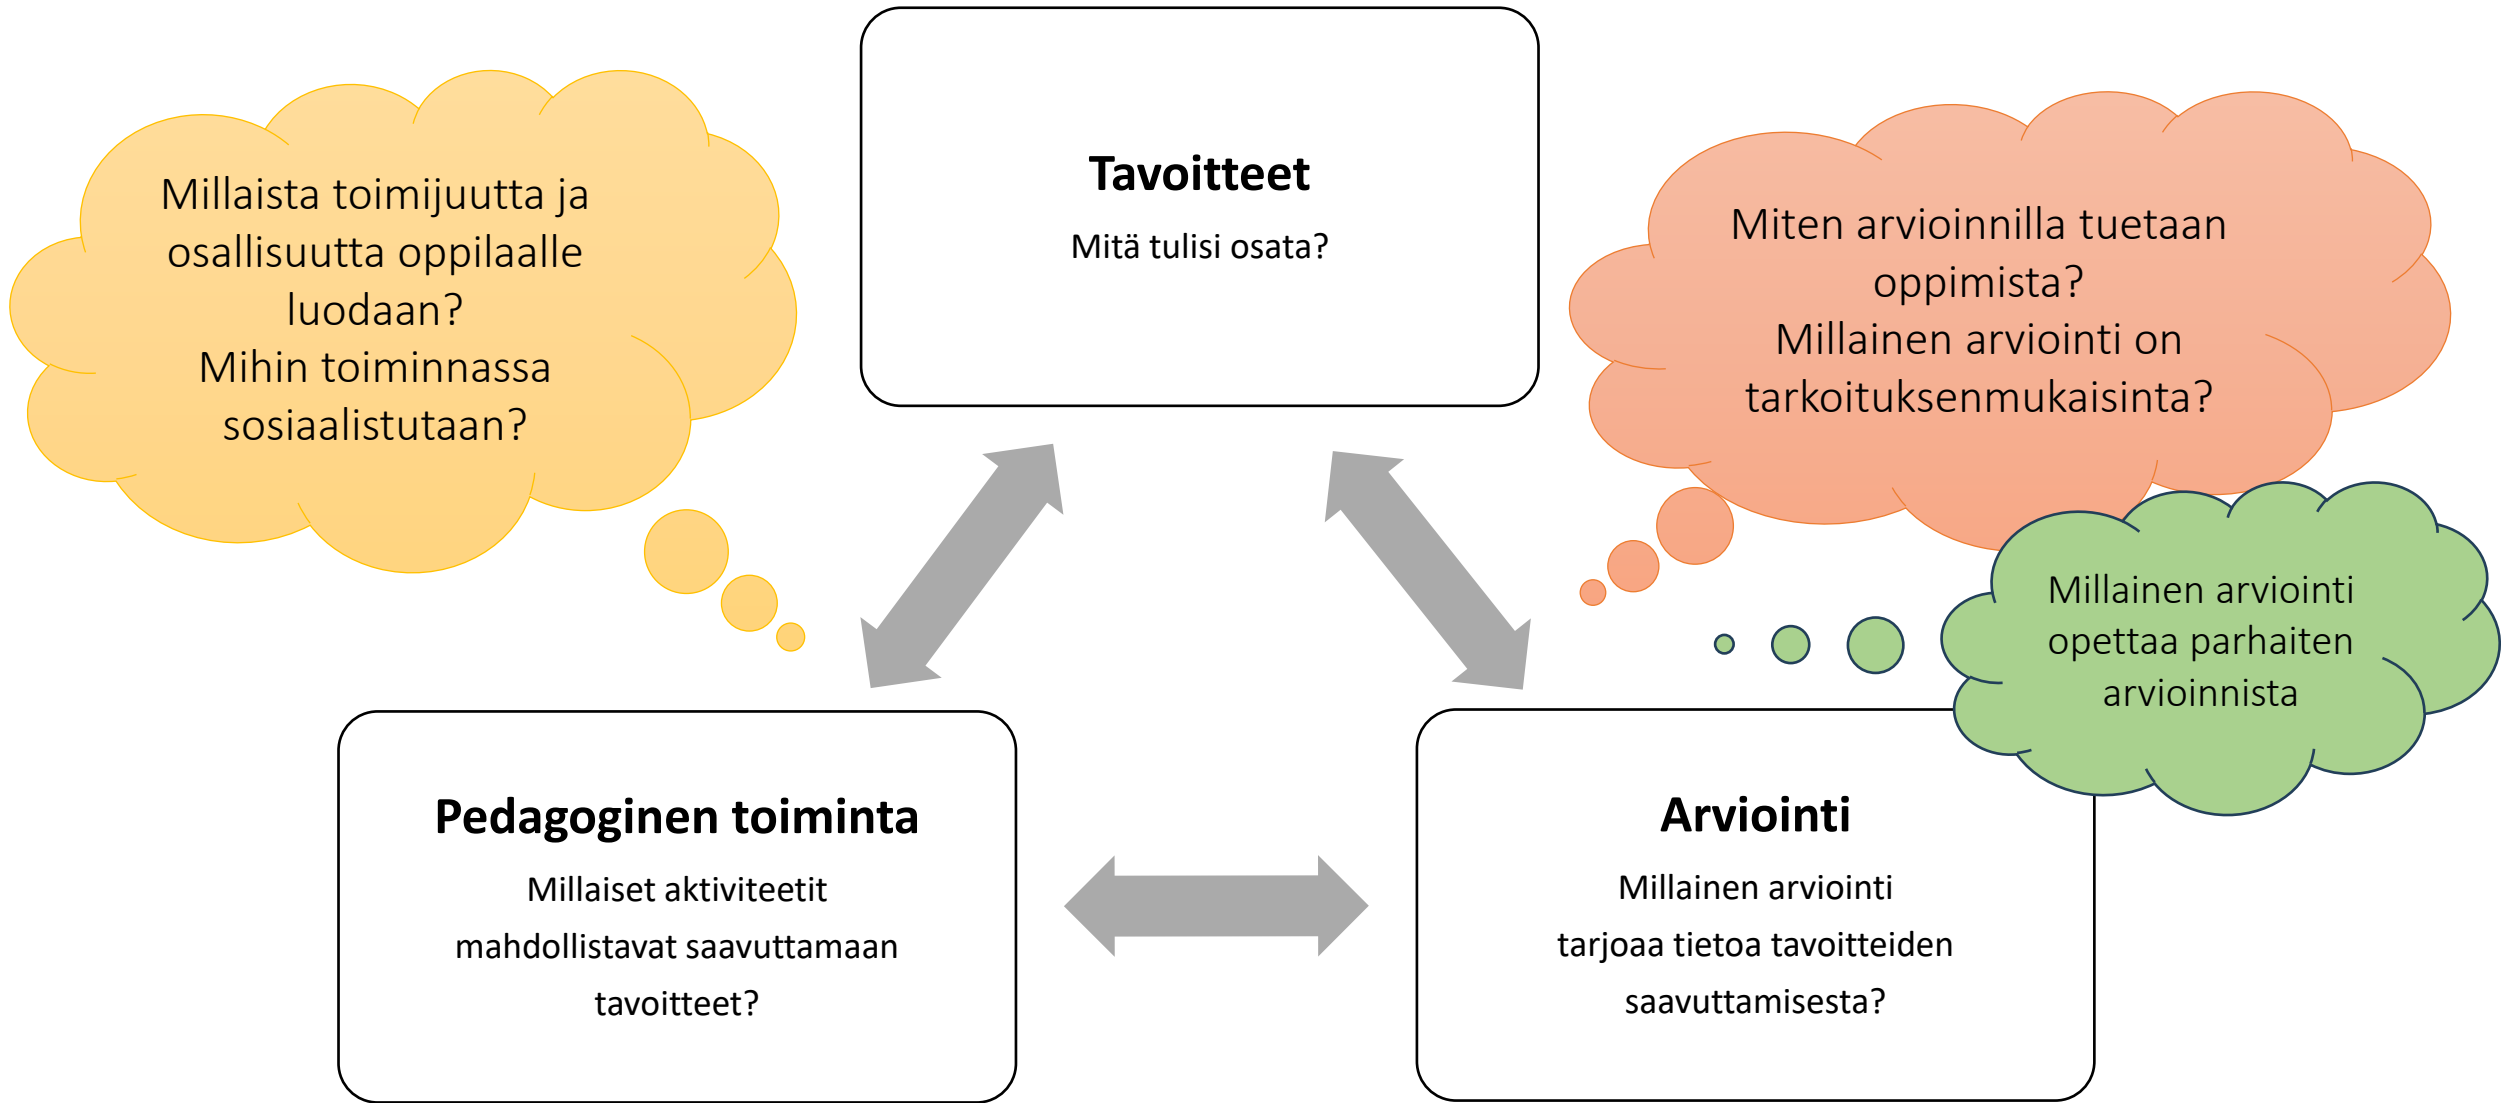 Tavoitteet
Mitä tulisi osata?
Millaista toimijuutta ja
osallisuutta oppilaalle
luodaan?
Mihin toiminnassa
sosiaalistutaan?
Miten arvioinnilla tuetaan
oppimista?
Millainen arviointi on
tarkoituksenmukaisinta?
Millainen arviointi
opettaa parhaiten
arvioinnista
Pedagoginen toiminta
Millaiset aktiviteetit
mahdollistavat saavuttamaan
tavoitteet?
Arviointi
Millainen arviointi
tarjoaa tietoa tavoitteiden
saavuttamisesta?